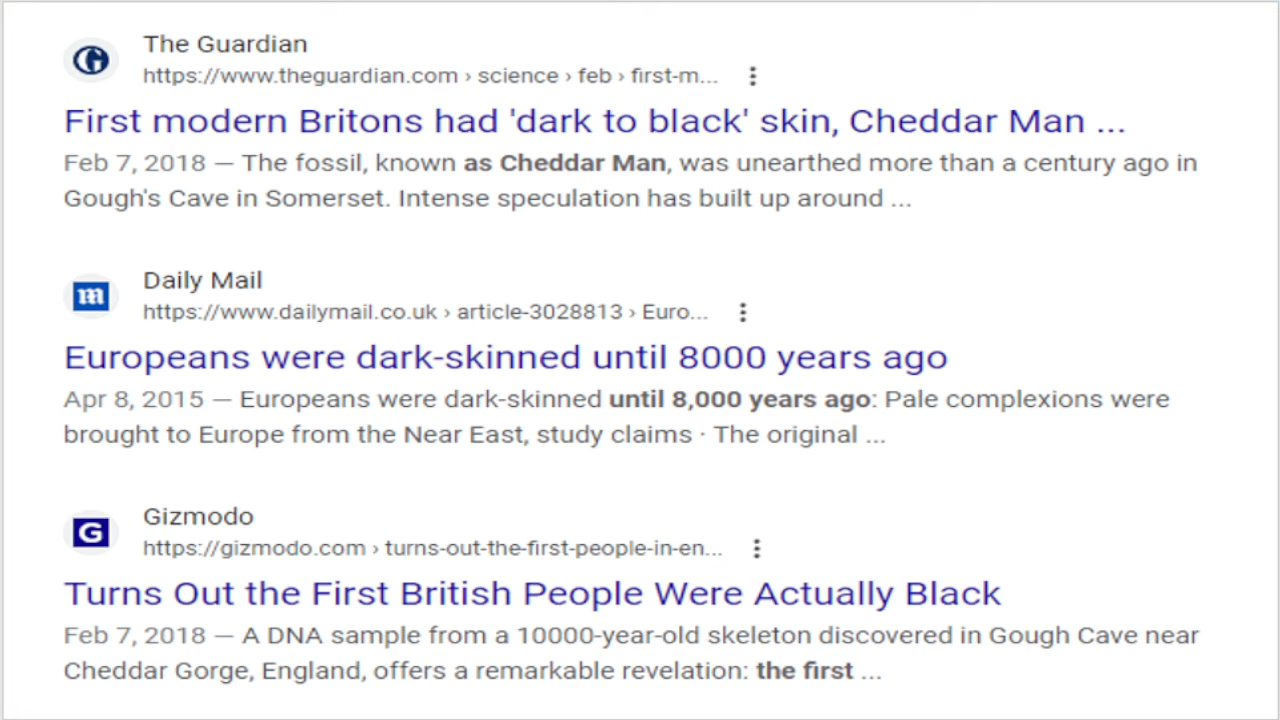 The Guardian
https://www.theguardian.com › science › feb › first-m...
First modern Britons had 'dark to black' skin, Cheddar Man ...
Feb 7, 2018 — The fossil, known as Cheddar Man, was unearthed more than a century ago in
Gough's Cave in Somerset. Intense speculation has built up around ...
Daily Mail
https://www.dailymail.co.uk › article-3028813 › Euro...
Europeans were dark-skinned until 8000 years ago
Apr 8, 2015 — Europeans were dark-skinned until 8,000 years ago: Pale complexions were
brought to Europe from the Near East, study claims · The original ...
Gizmodo
https://gizmodo.com › turns-out-the-first-people-in-en...
Turns Out the First British People Were Actually Black
Feb 7, 2018 — A DNA sample from a 10000-year-old skeleton discovered in Gough Cave near
Cheddar Gorge, England, offers a remarkable revelation: the first ...